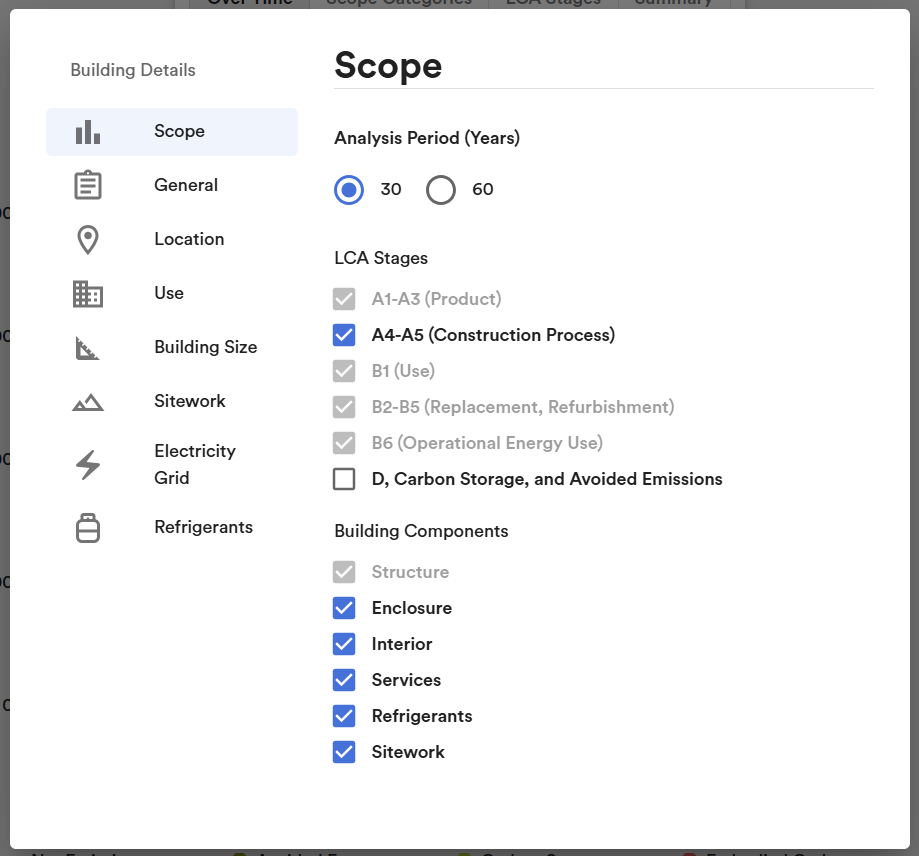 Over Time Scope Categories LCA Stages Summary
Building Details
Scope
General
Location
Use
Building Size
Sitework
Electricity
Grid
Refrigerants
Scope
Analysis Period (Years)
30 60
LCA Stages
A1-A3 (Product)
A4-A5 (Construction Process)
B1 (Use)
B2-B5 (Replacement, Refurbishment)
B6 (Operational Energy Use)
D, Carbon Storage, and Avoided Emissions
Building Components
Structure
Enclosure
Interior
Services
Refrigerants
Sitework